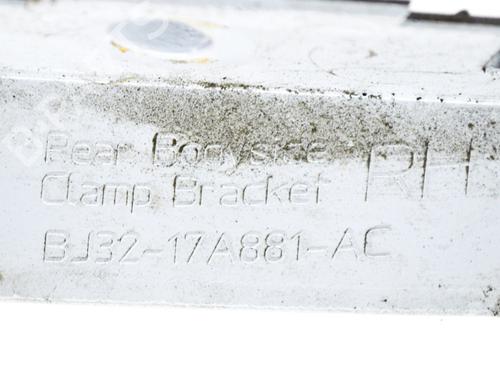 Rear Bodyside
Clamp Bracket RH
BJ32-17A881-AC